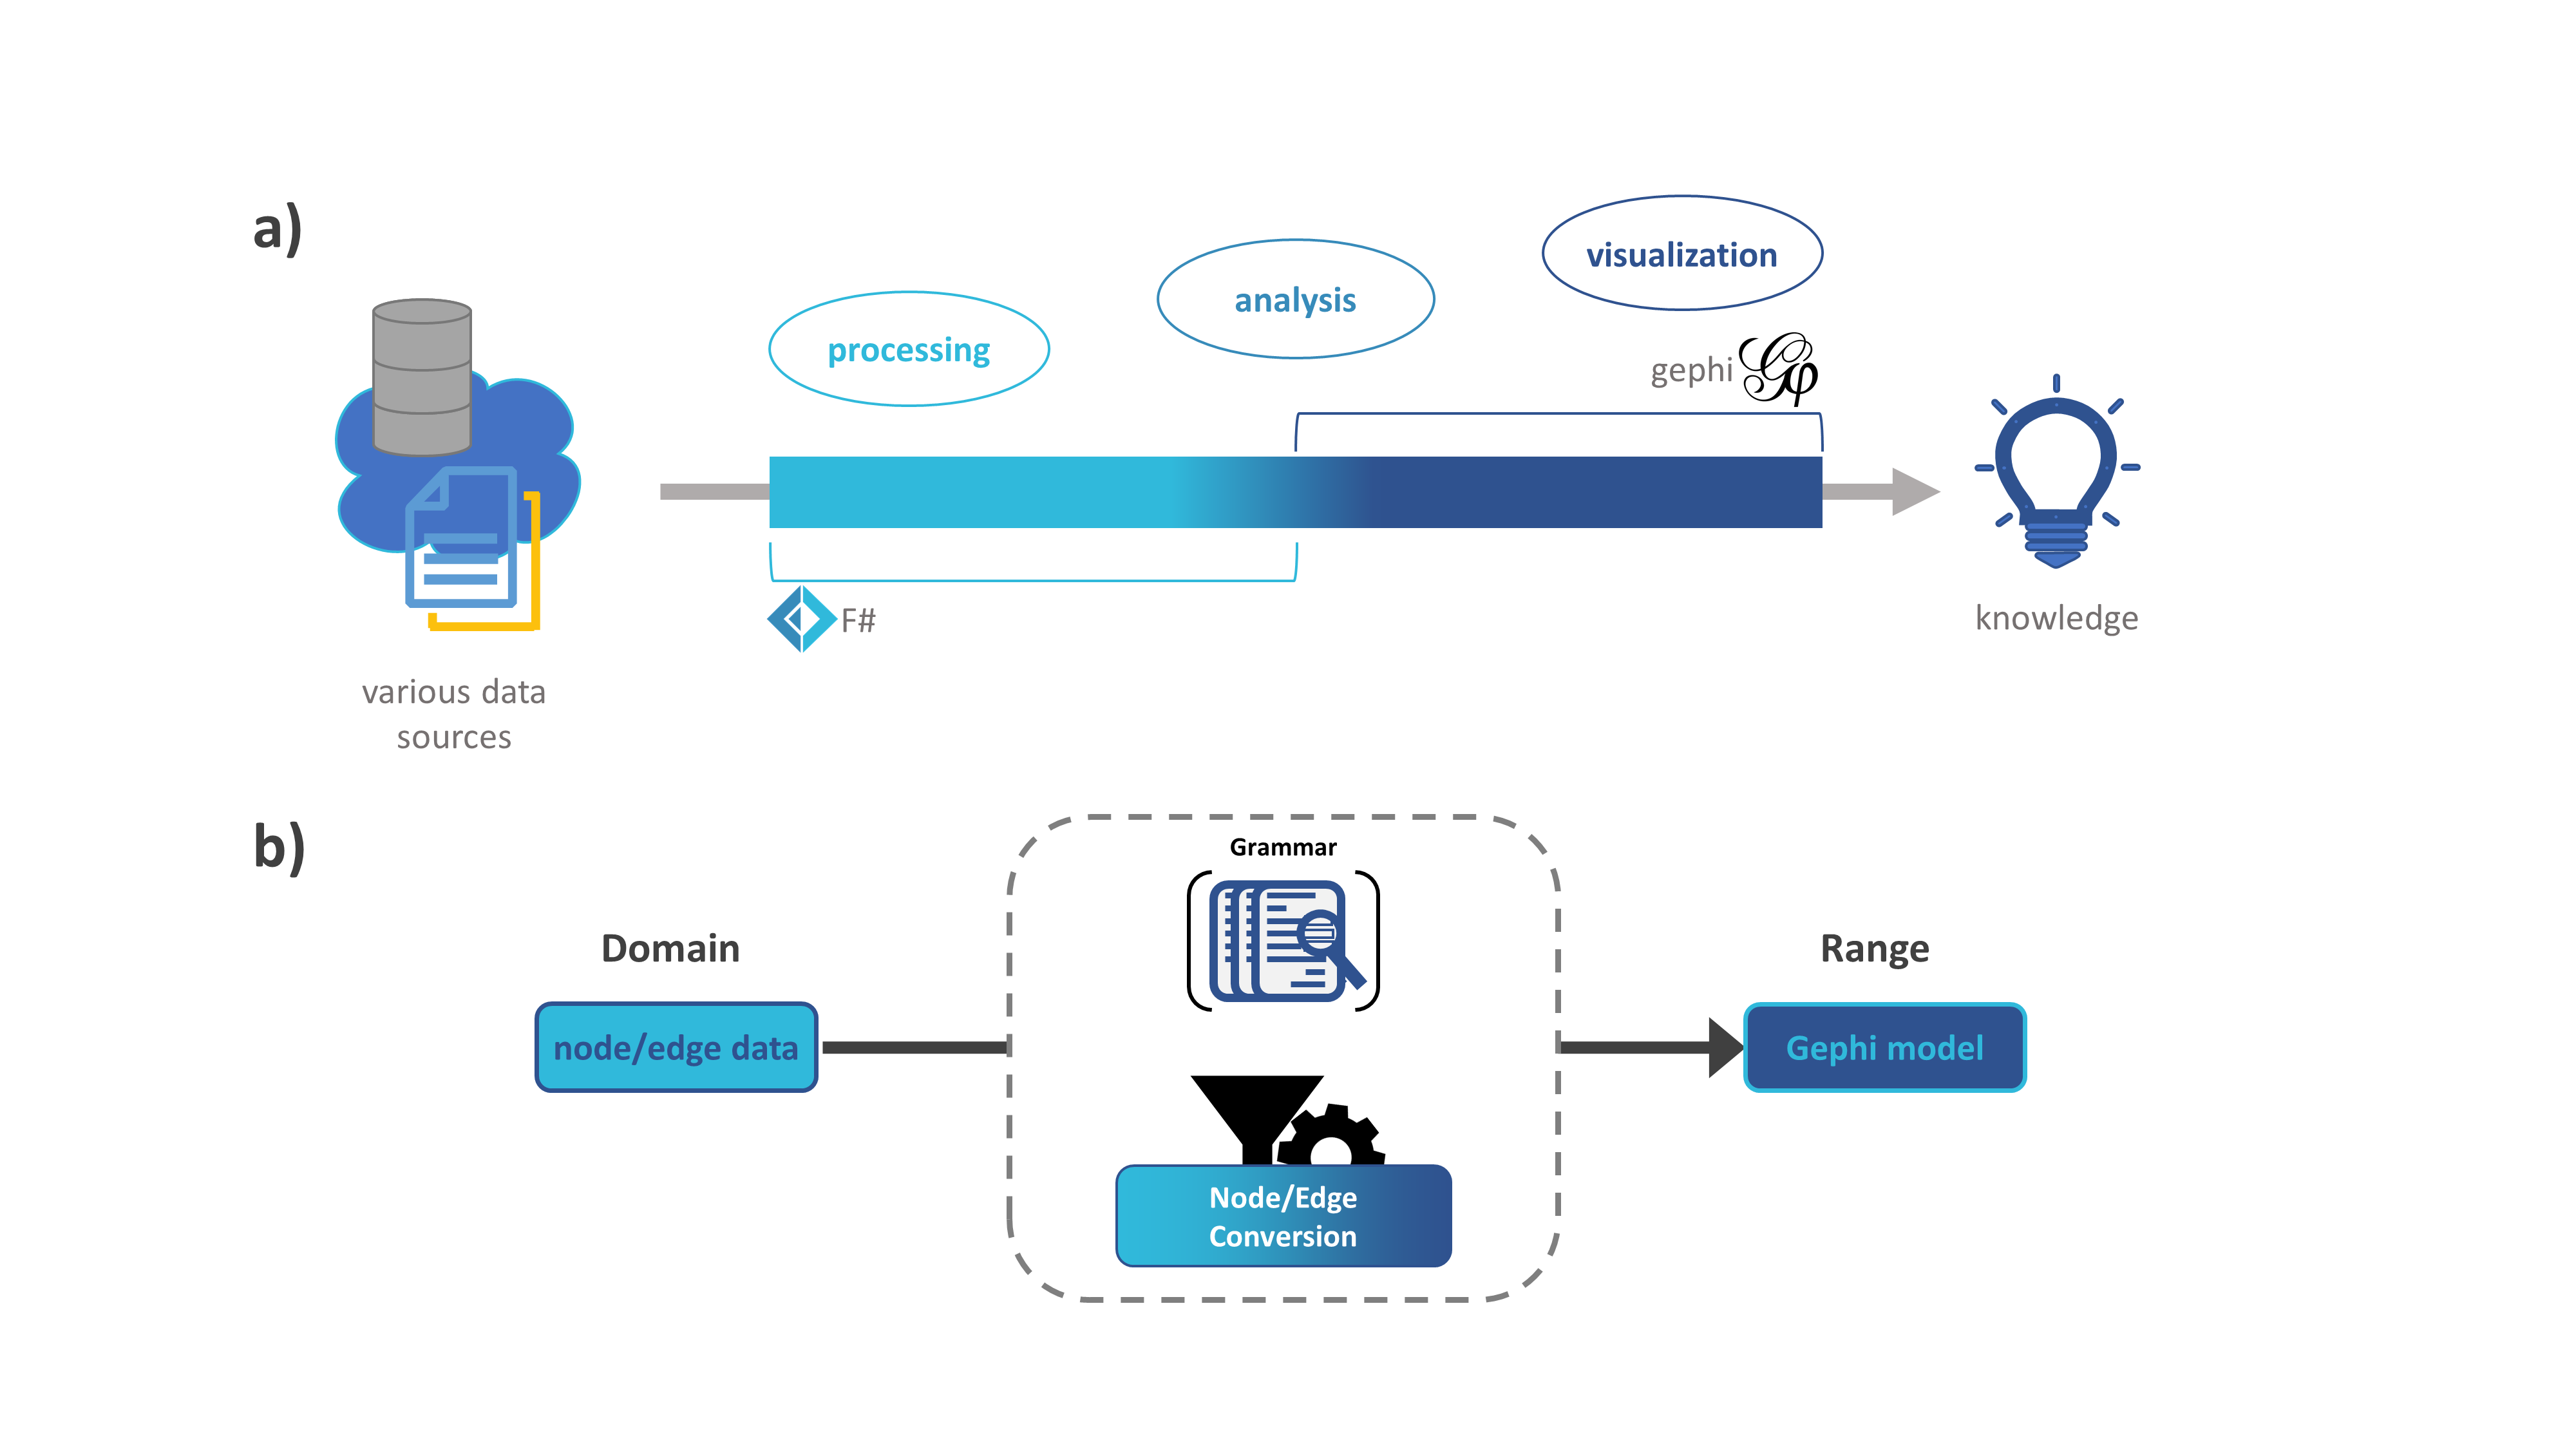 a)
visualization
analysis
processing
gephi
F#
knowledge
various data
sources
b)
Grammar
Domain
Range
node/edge data
Gephi model
Node/Edge
Conversion